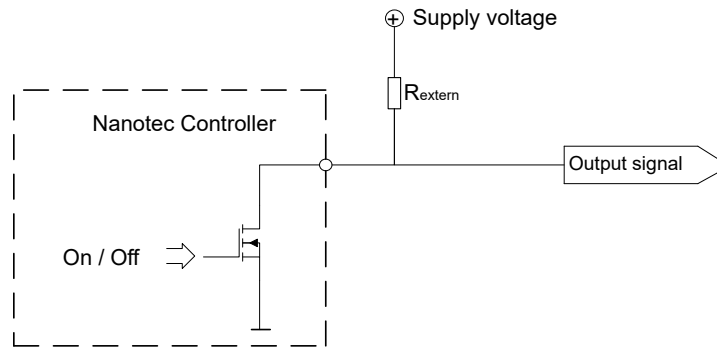 Supply voltage
Rextern
Nanotec Controller
Output signal
On / Off